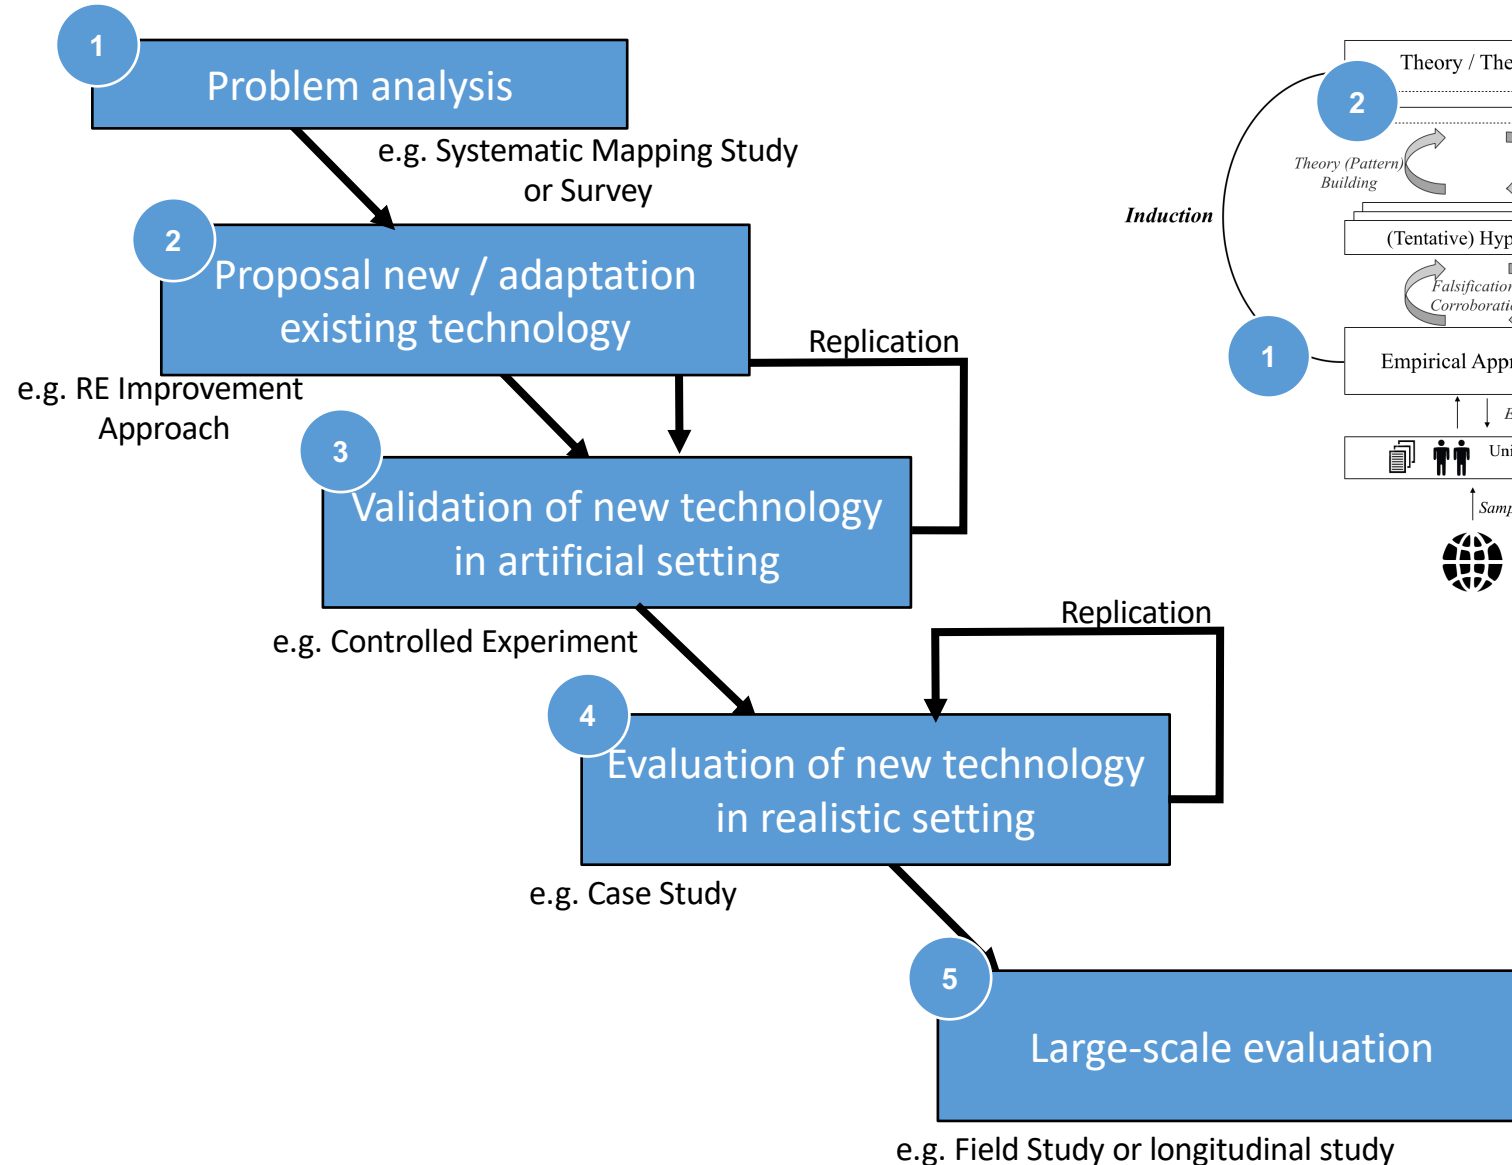 1
Problem analysis
e.g. Systematic Mapping Study
or Survey
2
Proposal new / adaptation
existing technology
Replication
e.g. RE Improvement
Approach
3
Validation of new technology
in artificial setting
e.g. Controlled Experiment
Replication
4
Evaluation of new technology
in realistic setting
e.g. Case Study
5
Large-scale evaluation
e.g. Field Study or longitudinal study
Theory / The
2
Theory (Pattern)
Building
Induction
(Tentative) Hyp
Falsification
Corroborati
1
Empirical Appr
E
Uni
Samp